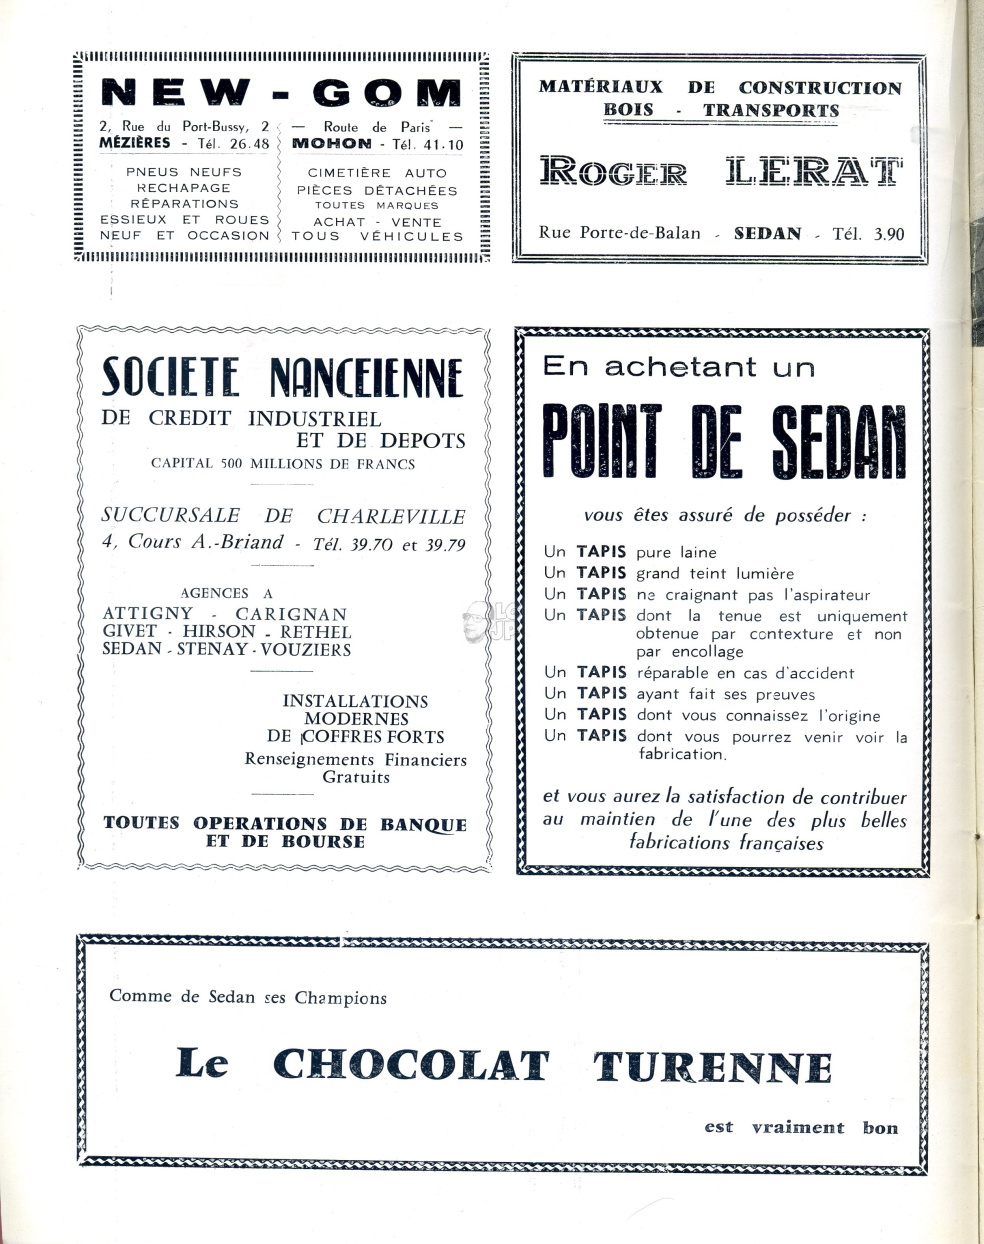 NEW - GOM
2, Rue du Port-Bussy, 2
MÉZIÈRES - Tél. 26.48
PNEUS NEUFS
RECHAPAGE
RÉPARATIONS
ESSIEUX ET ROUES
NEUF ET OCCASION
— Route de Paris —
MOHON - Tél. 41.10
CIMETIÈRE AUTO
PIÈCES DÉTACHÉES
TOUTES MARQUES
ACHAT - VENTE
TOUS VÉHICULES
MATÉRIAUX DE CONSTRUCTION
BOIS - TRANSPORTS
ROGER LERAT
Rue Porte-de-Balan - SEDAN - Tél. 3.90
SOCIETE NANCEIENNE
DE CREDIT INDUSTRIEL
ET DE DEPOTS
CAPITAL 500 MILLIONS DE FRANCS
SUCCURSALE DE CHARLEVILLE
4, Cours A.-Briand - Tél. 39.70 et 39.79
AGENCES A
ATTIGNY - CARIGNAN
GIVET - HIRSON - RETHEL
SEDAN - STENAY - VOUZIERS
INSTALLATIONS
MODERNES
DE COFFRES FORTS
Renseignements Financiers
Gratuits
TOUTES OPERATIONS DE BANQUE
ET DE BOURSE
En achetant un
POINT DE SEDAN
vous êtes assuré de posséder :
Un TAPIS pure laine
Un TAPIS grand teint lumière
Un TAPIS ne craignant pas l'aspirateur
Un TAPIS dont la tenue est uniquement
obtenue par contexture et non
par encollage
Un TAPIS réparable en cas d'accident
Un TAPIS ayant fait ses preuves
Un TAPIS dont vous connaissez l'origine
Un TAPIS dont vous pourrez venir voir la
fabrication.
et vous aurez la satisfaction de contribuer
au maintien de l'une des plus belles
fabrications françaises
Comme de Sedan ses Champions
Le CHOCOLAT TURENNE
est vraiment bon